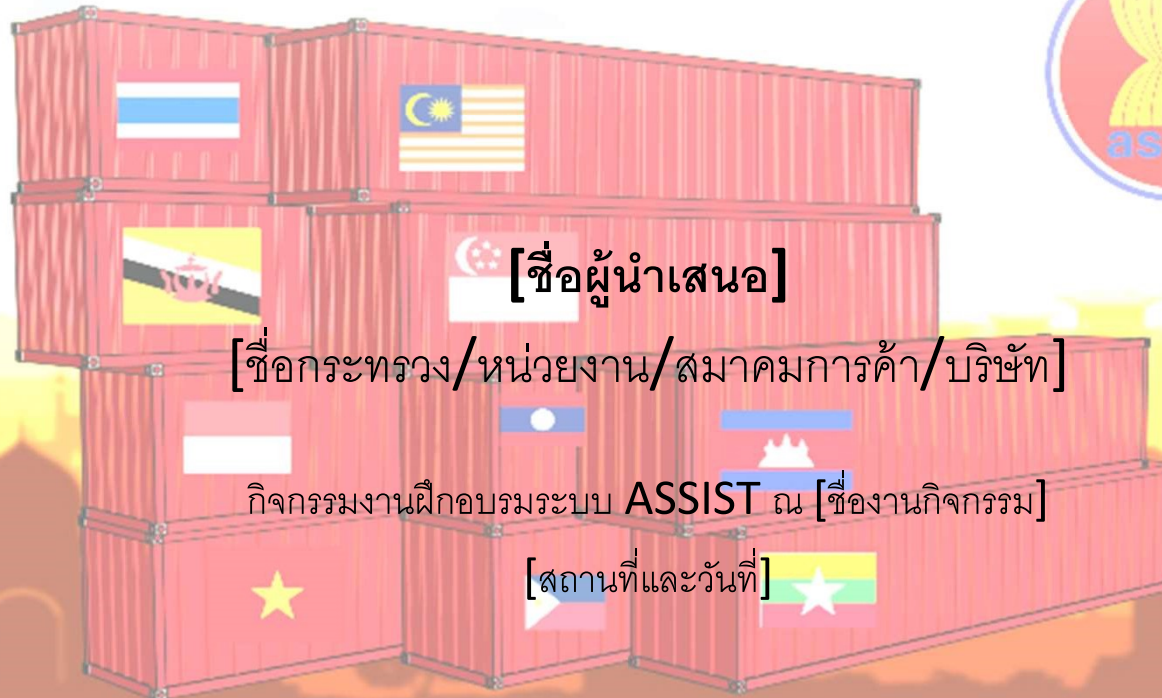 [ชื่อผู้นำเสนอ]
[ชื่อกระทรวง/หน่วยงาน/สมาคมการค้า/บริษัท]
กิจกรรมงานฝึกอบรมระบบ ASSIST ณ [ชื่องานกิจกรรม]
[สถานที่และวันที่]